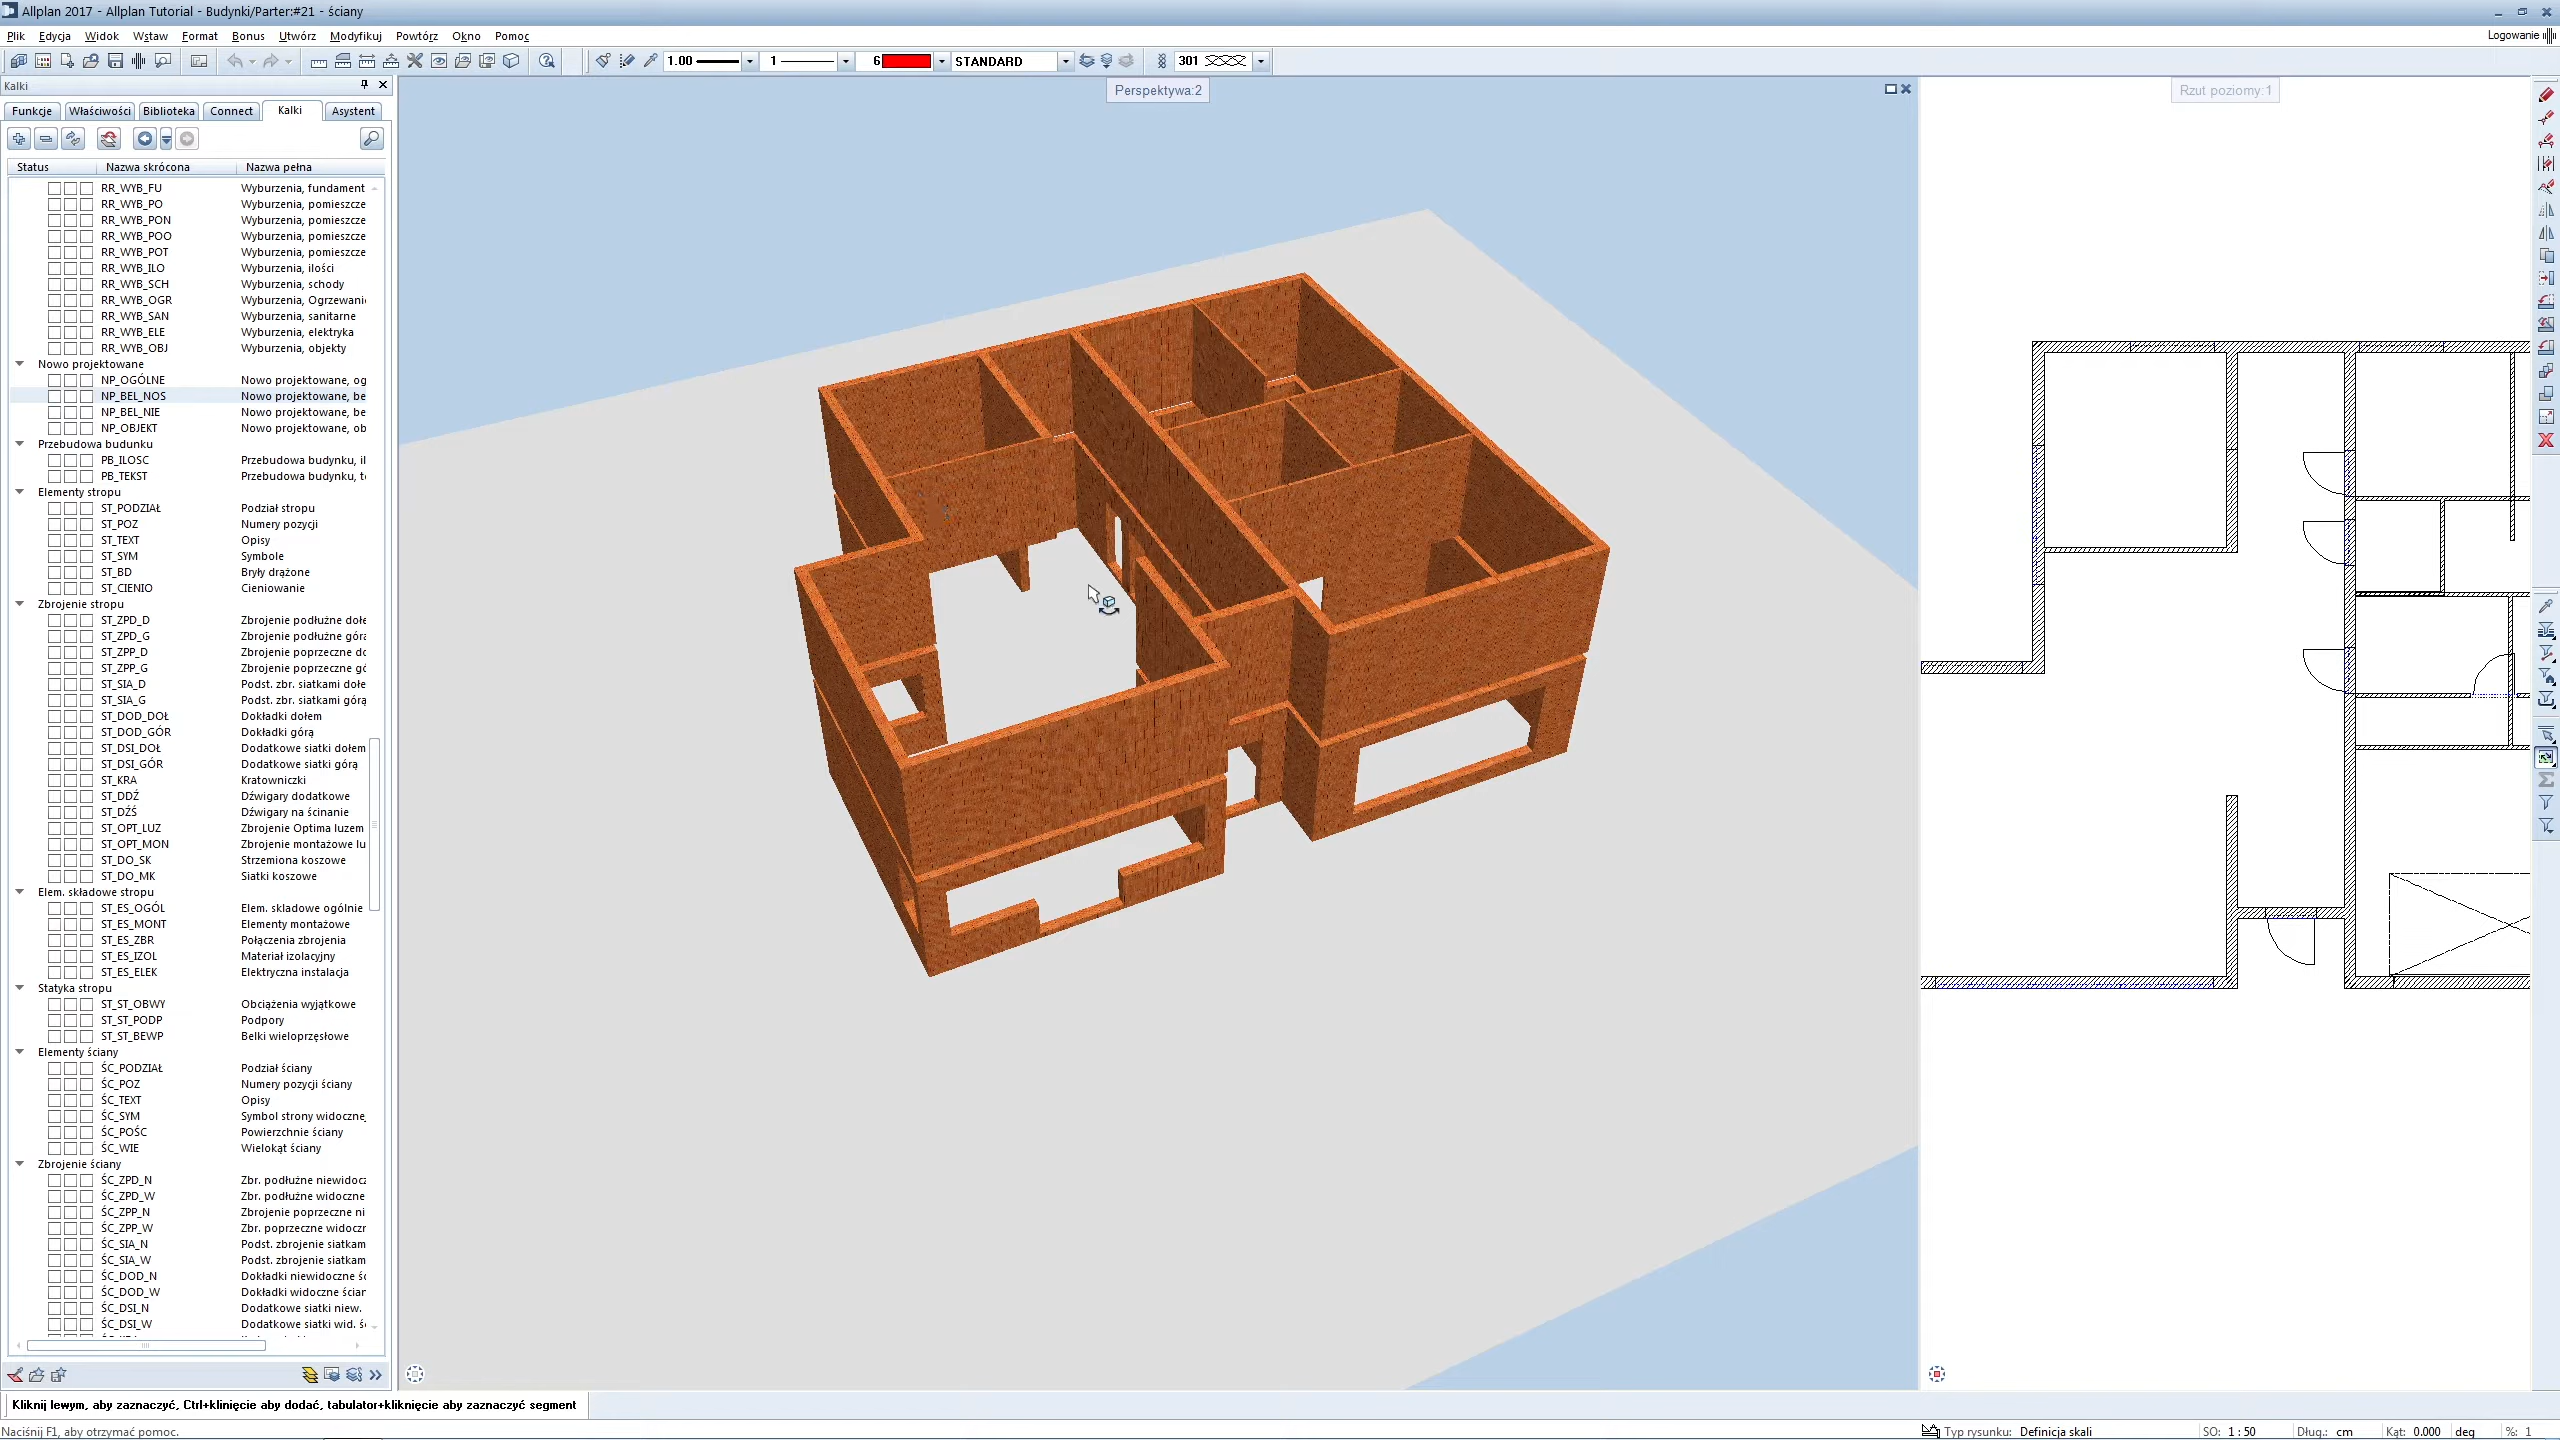 Allplan 2017 - Allplan Tutorial - Budynki/Parter:#21 - ściany
Plik Edycja Widok Wstaw Format Bonus Utwórz Modyfikuj Powtórz Okno Pomoc
Logowanie
1.00 1 6 STANDARD 301
Kalki
Perspektywa:2
Rzut poziomy:1
Funkcje Właściwości Biblioteka Connect Kalki Asystent
Status Nazwa skrócona Nazwa pełna
RR_WYB_FU Wyburzenia, fundament
RR_WYB_PO Wyburzenia, pomieszcze
RR_WYB_PON Wyburzenia, pomieszcze
RR_WYB_POO Wyburzenia, pomieszcze
RR_WYB_POT Wyburzenia, pomieszcze
RR_WYB_ILO Wyburzenia, ilości
RR_WYB_SCH Wyburzenia, schody
RR_WYB_OGR Wyburzenia, Ogrzewani
RR_WYB_SAN Wyburzenia, sanitarne
RR_WYB_ELE Wyburzenia, elektryka
RR_WYB_OBJ Wyburzenia, objekty
Nowo projektowane
NP_OGÓLNE Nowo projektowane, og
NP_BEL_NOS Nowo projektowane, be
NP_BEL_NIE Nowo projektowane, be
NP_OBJEKT Nowo projektowane, ob
Przebudowa budunku
PB_ILOSC Przebudowa budynku, il
PB_TEKST Przebudowa budynku, t
Elementy stropu
ST_PODZIAŁ Podział stropu
ST_POZ Numery pozycji
ST_TEXT Opisy
ST_SYM Symbole
ST_BD Bryły drążone
ST_CIENIO Cieniowanie
Zbrojenie stropu
ST_ZPD_D Zbrojenie podłużne dołe
ST_ZPD_G Zbrojenie podłużne góra
ST_ZPP_D Zbrojenie poprzeczne do
ST_ZPP_G Zbrojenie poprzeczne gó
ST_SIA_D Podst. zbr. siatkami dołe
ST_SIA_G Podst. zbr. siatkami górą
ST_DOD_DOŁ Dokładki dołem
ST_DOD_GÓR Dokładki górą
ST_DSI_DOŁ Dodatkowe siatki dołem
ST_DSI_GÓR Dodatkowe siatki górą
ST_KRA Kratowniczki
ST_DDŹ Dźwigary dodatkowe
ST_DŹŚ Dźwigary na ścinanie
ST_OPT_LUZ Zbrojenie Optima luzem
ST_OPT_MON Zbrojenie montażowe lu
ST_DO_SK Strzemiona koszowe
ST_DO_MK Siatki koszowe
Elem. składowe stropu
ST_ES_OGÓL Elem. skladowe ogólnie
ST_ES_MONT Elementy montażowe
ST_ES_ZBR Połączenia zbrojenia
ST_ES_IZOL Materiał izolacyjny
ST_ES_ELEK Elektryczna instalacja
Statyka stropu
ST_ST_OBWY Obciążenia wyjątkowe
ST_ST_PODP Podpory
ST_ST_BEWP Belki wieloprzęsłowe
Elementy ściany
ŚC_PODZIAŁ Podział ściany
ŚC_POZ Numery pozycji ściany
ŚC_TEXT Opisy
ŚC_SYM Symbol strony widocznej
ŚC_POŚC Powierzchnie ściany
ŚC_WIE Wielokąt ściany
Zbrojenie ściany
ŚC_ZPD_N Zbr. podłużne niewidocz
ŚC_ZPD_W Zbr. podłużne widoczne
ŚC_ZPP_N Zbrojenie poprzeczne ni
ŚC_ZPP_W Zbr. poprzeczne widoczn
ŚC_SIA_N Podst. zbrojenie siatkam
ŚC_SIA_W Podst. zbrojenie siatkam
ŚC_DOD_N Dokładki niewidoczne śc
ŚC_DOD_W Dokładki widoczne ścian
ŚC_DSI_N Dodatkowe siatki niew.
ŚC_DSI_W Dodatkowe siatki wid. ś
Kliknij lewym, aby zaznaczyć, Ctrl+klinięcie aby dodać, tabulator+kliknięcie aby zaznaczyć segment
Naciśnij F1, aby otrzymać pomoc.
Typ rysunku: Definicja skali SO: 1 : 50 Dług.: cm Kąt: 0.000 deg %: 1